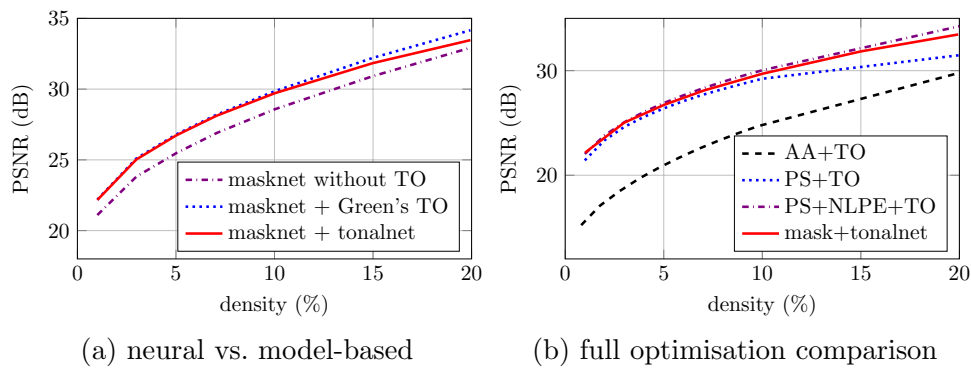 35
30
25
20
PSNR (dB)
masknet without TO
masknet + Green's TO
masknet + tonalnet
0 5 10 15 20
density (%)
(a) neural vs. model-based
30
20
PSNR (dB)
AA+TO
PS+TO
PS+NLPE+TO
mask+tonalnet
0 5 10 15 20
density (%)
(b) full optimisation comparison